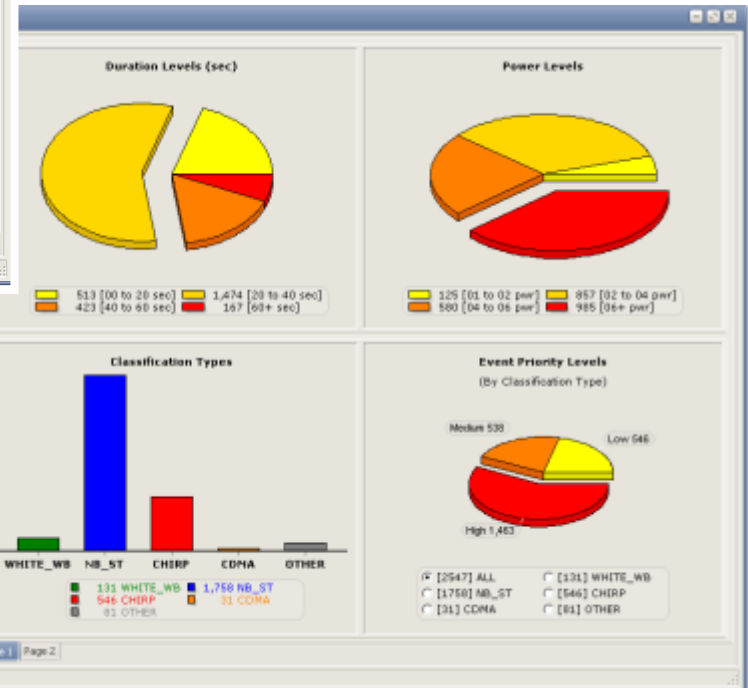 Duration Levels (sec)
513 [00 to 20 sec] 1,474 [20 to 40 sec]
423 [40 to 60 sec] 167 [60+ sec]
Power Levels
125 [01 to 02 pwr] 857 [02 to 04 pwr]
580 [04 to 06 pwr] 985 [06+ pwr]
Classification Types
WHITE_WB NB_ST CHIRP CDMA OTHER
131 WHITE_WB 1,758 NB_ST
546 CHIRP 31 CDMA
81 OTHER
Event Priority Levels
(By Classification Type)
Medium 538
Low 546
High 1,463
[2547] ALL [131] WHITE_WB
[1758] NB_ST [546] CHIRP
[31] CDMA [81] OTHER
Page 2